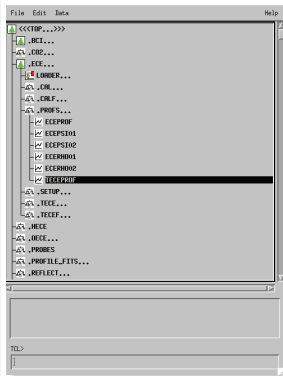 File Edit Data Help
<<<TOP...>>>
.BCI...
.CO2...
.ECE...
LOADER...
.CAL...
.CALF...
.PROFS...
ECEPROF
ECEPSI01
ECEPSI02
ECERHO01
ECERHO02
TECEPROF
.SETUP...
.TECE...
.TECEF...
.HECE
.OECE...
.PROBES
.PROFILE_FITS...
.REFLECT...
TCL>